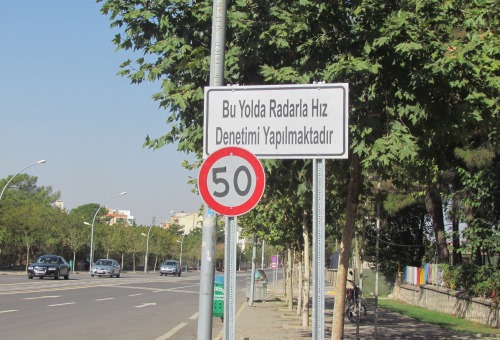 Bu Yolda Radarla Hız
Denetimi Yapılmaktadır
50